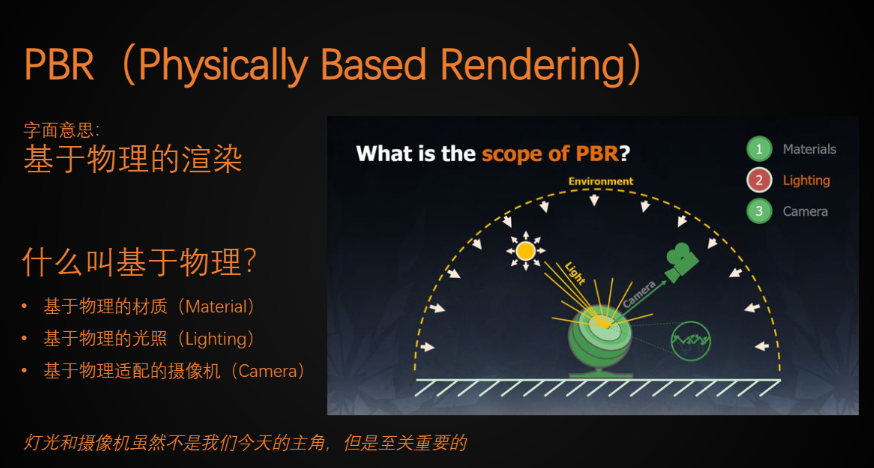 PBR（Physically Based Rendering）
字面意思:
基于物理的渲染
什么叫基于物理？
• 基于物理的材质（Material）
• 基于物理的光照（Lighting）
• 基于物理适配的摄像机（Camera）
What is the scope of PBR?
1 Materials
2 Lighting
3 Camera
Environment
Light
Camera
灯光和摄像机虽然不是我们今天的主角，但是至关重要的